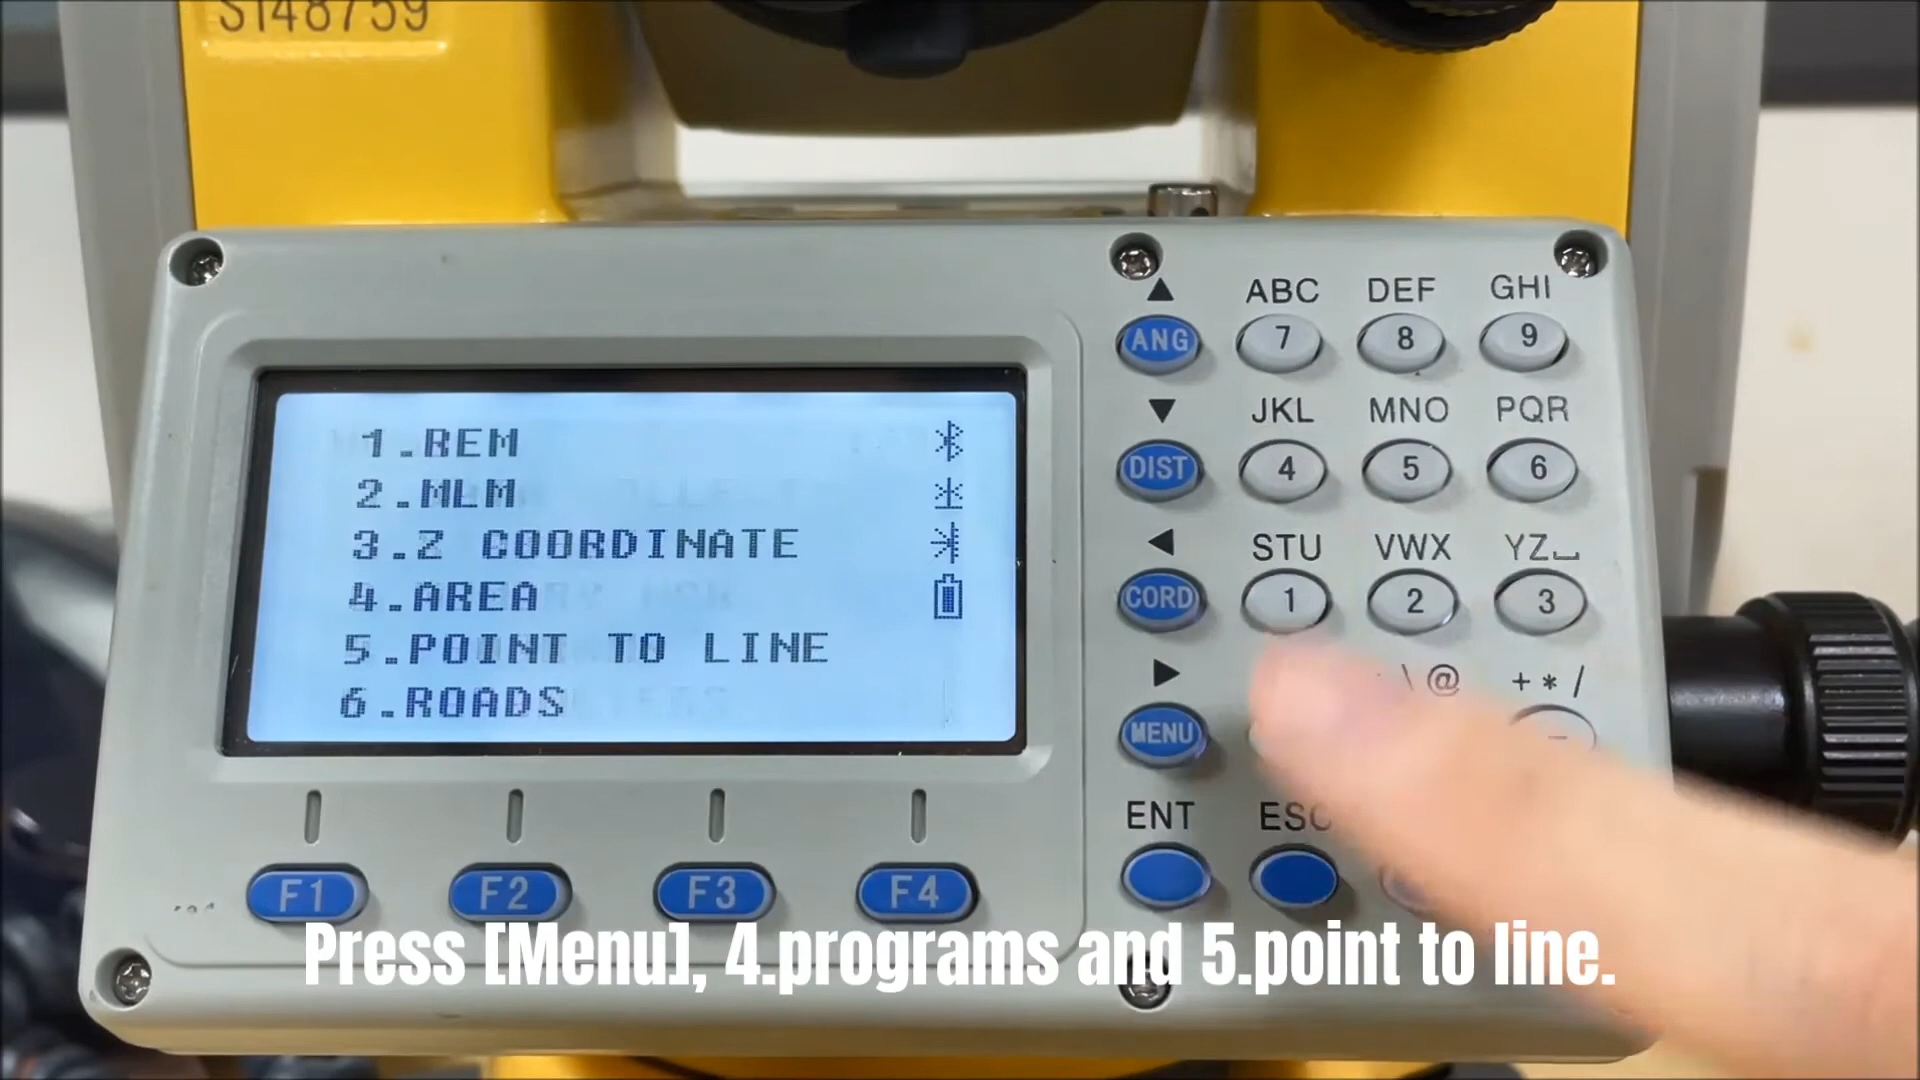 S148759
1.REM
2.MLM
3.Z COORDINATE
4.AREA
5.POINT TO LINE
6.ROADS
F1 F2 F3 F4
ABC DEF GHI
ANG 7 8 9
JKL MNO PQR
DIST 4 5 6
STU VWX YZ⎵
CORD 1 2 3
\ @ + * /
MENU -
ENT ESC
Press [Menu], 4.programs and 5.point to line.